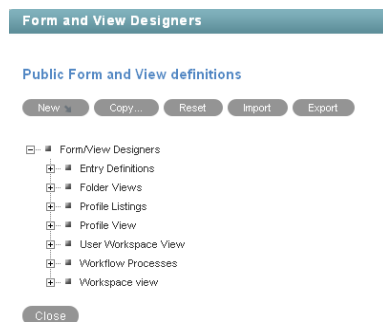 Form and View Designers
Public Form and View definitions
New Copy... Reset Import Export
Form/View Designers
Entry Definitions
Folder Views
Profile Listings
Profile View
User Workspace View
Workflow Processes
Workspace view
Close